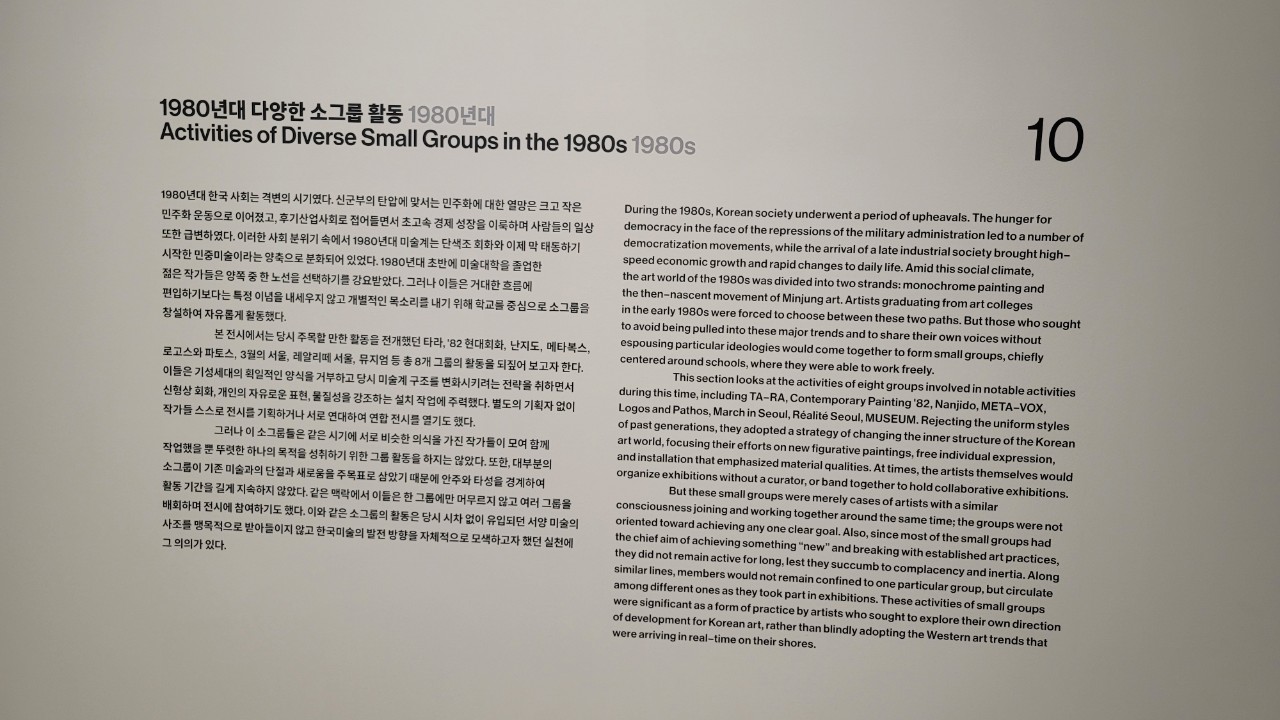 1980년대 다양한 소그룹 활동 1980년대
Activities of Diverse Small Groups in the 1980s 1980s
10
1980년대 한국 사회는 격변의 시기였다. 신군부의 탄압에 맞서는 민주화에 대한 열망은 크고 작은
민주화 운동으로 이어졌고, 후기산업사회로 접어들면서 초고속 경제 성장을 이룩하며 사람들의 일상
또한 급변하였다. 이러한 사회 분위기 속에서 1980년대 미술계는 단색조 회화와 이제 막 태동하기
시작한 민중미술이라는 양축으로 분화되어 있었다. 1980년대 초반에 미술대학을 졸업한
젊은 작가들은 양쪽 중 한 노선을 선택하기를 강요받았다. 그러나 이들은 거대한 흐름에
편입하기보다는 특정 이념을 내세우지 않고 개별적인 목소리를 내기 위해 학교를 중심으로 소그룹을
창설하여 자유롭게 활동했다.
본 전시에서는 당시 주목할 만한 활동을 전개했던 타라, ’82 현대회화, 난지도, 메타복스,
로고스와 파토스, 3월의 서울, 레알리떼 서울, 뮤지엄 등 총 8개 그룹의 활동을 되짚어 보고자 한다.
이들은 기성세대의 획일적인 양식을 거부하고 당시 미술계 구조를 변화시키려는 전략을 취하면서
신형상 회화, 개인의 자유로운 표현, 물질성을 강조하는 설치 작업에 주력했다. 별도의 기획자 없이
작가들 스스로 전시를 기획하거나 서로 연대하여 연합 전시를 열기도 했다.
그러나 이 소그룹들은 같은 시기에 서로 비슷한 의식을 가진 작가들이 모여 함께
작업했을 뿐 뚜렷한 하나의 목적을 성취하기 위한 그룹 활동을 하지는 않았다. 또한, 대부분의
소그룹이 기존 미술과의 단절과 새로움을 주목표로 삼았기 때문에 안주와 타성을 경계하여
활동 기간을 길게 지속하지 않았다. 같은 맥락에서 이들은 한 그룹에만 머무르지 않고 여러 그룹을
배회하며 전시에 참여하기도 했다. 이와 같은 소그룹의 활동은 당시 시차 없이 유입되던 서양 미술의
사조를 맹목적으로 받아들이지 않고 한국미술의 발전 방향을 자체적으로 모색하고자 했던 실천에
그 의의가 있다.
During the 1980s, Korean society underwent a period of upheavals. The hunger for
democracy in the face of the repressions of the military administration led to a number of
democratization movements, while the arrival of a late industrial society brought high-
speed economic growth and rapid changes to daily life. Amid this social climate,
the art world of the 1980s was divided into two strands: monochrome painting and
the then-nascent movement of Minjung art. Artists graduating from art colleges
in the early 1980s were forced to choose between these two paths. But those who sought
to avoid being pulled into these major trends and to share their own voices without
espousing particular ideologies would come together to form small groups, chiefly
centered around schools, where they were able to work freely.
This section looks at the activities of eight groups involved in notable activities
during this time, including TA-RA, Contemporary Painting ’82, Nanjido, META-VOX,
Logos and Pathos, March in Seoul, Réalité Seoul, MUSEUM. Rejecting the uniform styles
of past generations, they adopted a strategy of changing the inner structure of the Korean
art world, focusing their efforts on new figurative paintings, free individual expression,
and installation that emphasized material qualities. At times, the artists themselves would
organize exhibitions without a curator, or band together to hold collaborative exhibitions.
But these small groups were merely cases of artists with a similar
consciousness joining and working together around the same time; the groups were not
oriented toward achieving any one clear goal. Also, since most of the small groups had
the chief aim of achieving something “new” and breaking with established art practices,
they did not remain active for long, lest they succumb to complacency and inertia. Along
similar lines, members would not remain confined to one particular group, but circulate
among different ones as they took part in exhibitions. These activities of small groups
were significant as a form of practice by artists who sought to explore their own direction
of development for Korean art, rather than blindly adopting the Western art trends that
were arriving in real-time on their shores.